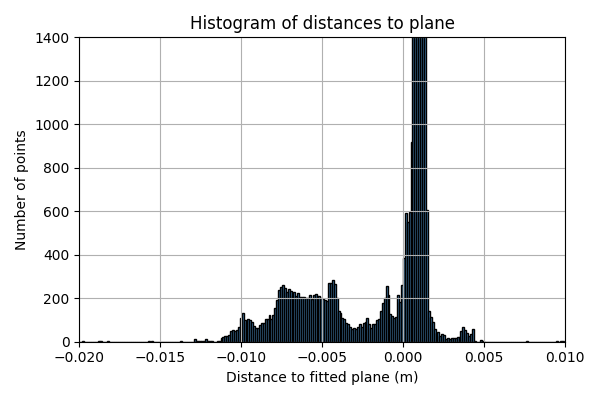 Histogram of distances to plane
1400
1200
1000
800
600
400
200
0
Number of points
−0.020 −0.015 −0.010 −0.005 0.000 0.005 0.010
Distance to fitted plane (m)